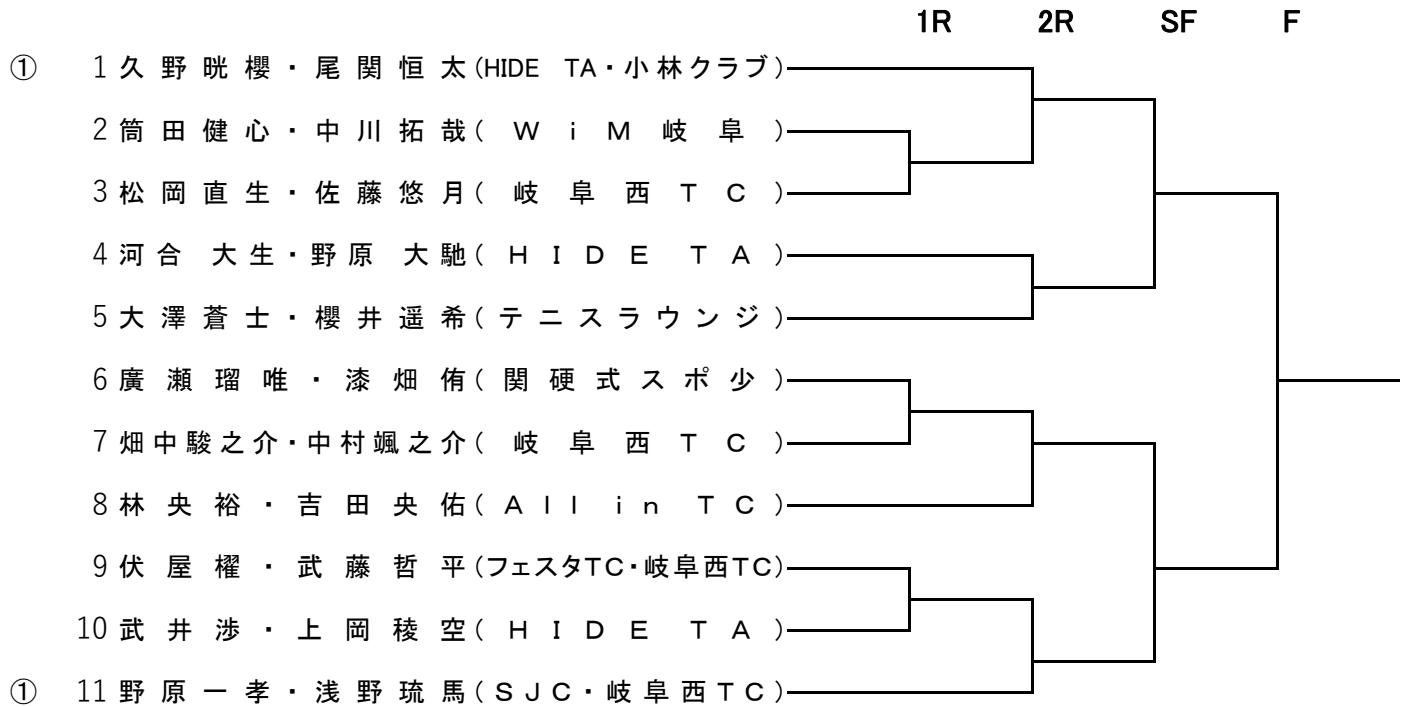 1R 2R SF F
① 1 久野晄櫻・尾関恒太(HIDE TA・小林クラブ)
2 筒田健心・中川拓哉(WiM岐阜)
3 松岡直生・佐藤悠月(岐阜西TC)
4 河合 大生・野原 大馳(HIDE TA)
5 大澤蒼士・櫻井遥希(テニスラウンジ)
6 廣瀬瑠唯・漆畑侑(関硬式スポ少)
7 畑中駿之介・中村颯之介(岐阜西TC)
8 林央裕・吉田央佑(All in TC)
9 伏屋櫂・武藤哲平(フェスタTC・岐阜西TC)
10 武井渉・上岡稜空(HIDE TA)
① 11 野原一孝・浅野琉馬(SJC・岐阜西TC)